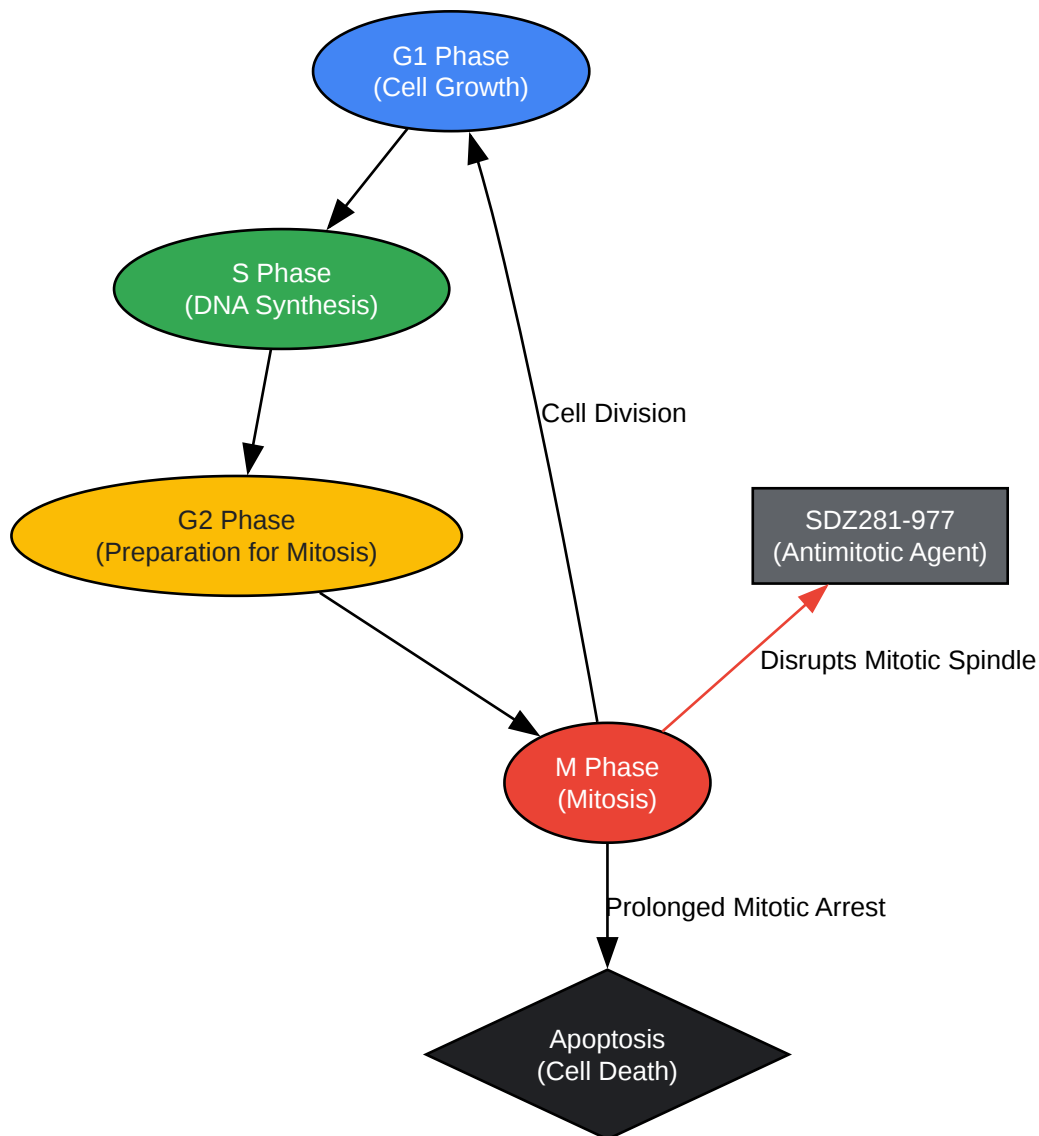 G1 Phase
(Cell Growth)
S Phase
(DNA Synthesis)
Cell Division
G2 Phase
(Preparation for Mitosis)
SDZ281-977
(Antimitotic Agent)
Disrupts Mitotic Spindle
M Phase
(Mitosis)
Prolonged Mitotic Arrest
Apoptosis
(Cell Death)